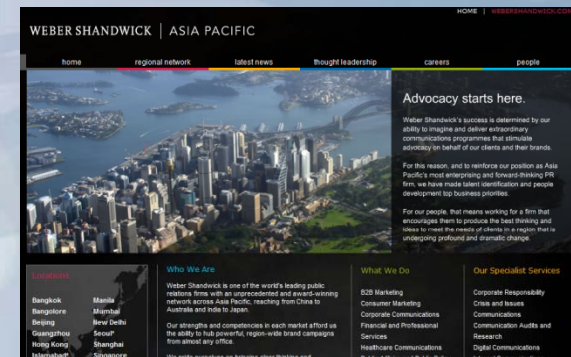 HOME | WEBERSHANDWICK.COM
WEBER SHANDWICK | ASIA PACIFIC
home regional network latest news thought leadership careers people
Advocacy starts here.
Weber Shandwick's success is determined by our
ability to imagine and deliver extraordinary
communications programmes that stimulate
advocacy on behalf of our clients and their brands.
For this reason, and to reinforce our position as Asia
Pacific's most enterprising and forward-thinking PR
firm, we have made talent identification and people
development top business priorities.
For our people, that means working for a firm that
encourages them to produce the best thinking and
ideas to meet the needs of clients in a region that is
undergoing profound and dramatic change.
Locations
Bangkok Manila
Bangalore Mumbai
Beijing New Delhi
Guangzhou Seoul*
Hong Kong Shanghai
Islamabad* Singapore
Who We Are
Weber Shandwick is one of the world's leading public
relations firms with an unprecedented and award-winning
network across Asia Pacific, reaching from China to
Australia and India to Japan.
Our strengths and competencies in each market afford us
the ability to hub powerful, region-wide brand campaigns
from almost any office.
What We Do
B2B Marketing
Consumer Marketing
Corporate Communications
Financial and Professional
Services
Healthcare Communications
Our Specialist Services
Corporate Responsibility
Crisis and Issues
Communications
Communication Audits and
Research
Digital Communications